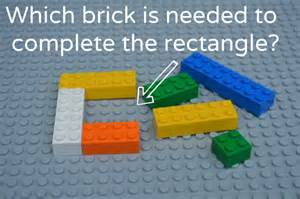 Which brick is needed to
complete the rectangle?